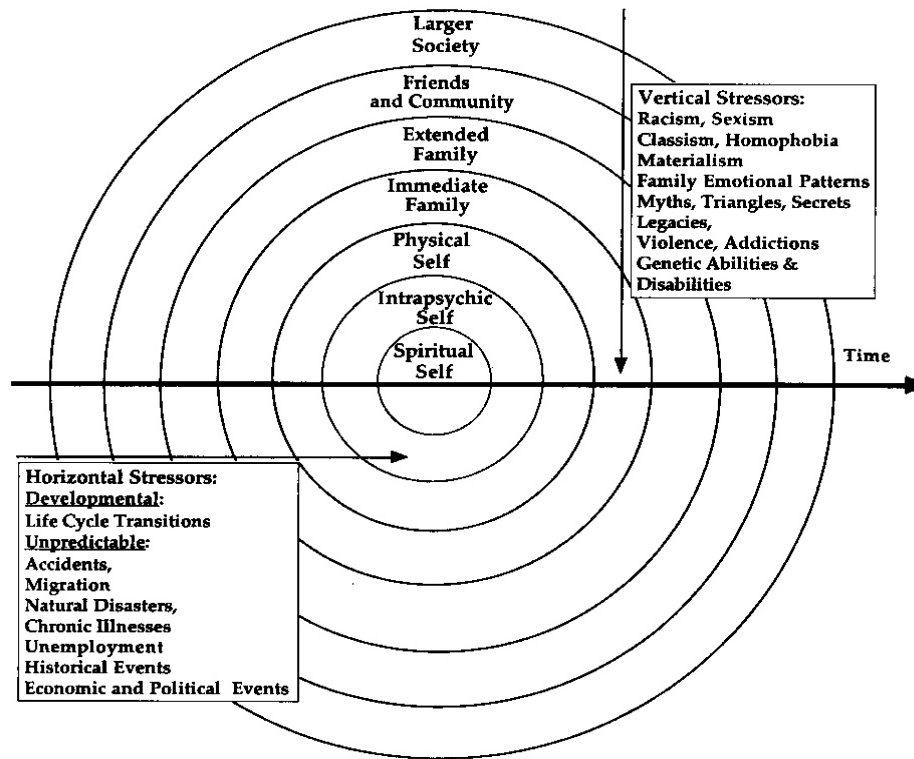 Larger
Society
Friends
and Community
Extended
Family
Immediate
Family
Physical
Self
Intrapsychic
Self
Spiritual
Self
Vertical Stressors:
Racism, Sexism
Classism, Homophobia
Materialism
Family Emotional Patterns
Myths, Triangles, Secrets
Legacies,
Violence, Addictions
Genetic Abilities &
Disabilities
Time
Horizontal Stressors:
Developmental:
Life Cycle Transitions
Unpredictable:
Accidents,
Migration
Natural Disasters,
Chronic Illnesses
Unemployment
Historical Events
Economic and Political Events